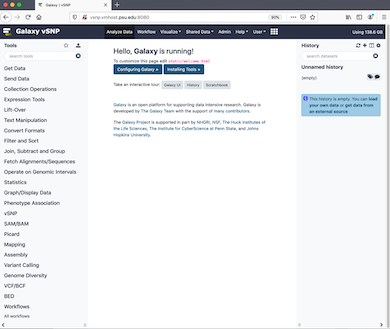 Galaxy
vsnp.vmhost.psu.edu:8080
80%
Galaxy vSNP
Analyze Data Workflow Visualize Shared Data Admin Help User
Using 138.6 GB
Tools
search tools
Get Data
Send Data
Collection Operations
Expression Tools
Lift-Over
Text Manipulation
Convert Formats
Filter and Sort
Join, Subtract and Group
Fetch Alignments/Sequences
Operate on Genomic Intervals
Statistics
Graph/Display Data
Phenotype Association
vSNP
SAM/BAM
Picard
Mapping
Assembly
Variant Calling
Genome Diversity
VCF/BCF
BED
Workflows
All workflows
Hello, Galaxy is running!
To customize this page edit static/welcome.html
Configuring Galaxy »
Installing Tools »
Take an interactive tour:
Galaxy UI
History
Scratchbook
Galaxy is an open platform for supporting data intensive research. Galaxy is
developed by The Galaxy Team with the support of many contributors.
The Galaxy Project is supported in part by NHGRI, NSF, The Huck Institutes of
the Life Sciences, The Institute for CyberScience at Penn State, and Johns
Hopkins University.
History
search datasets
Unnamed history
(empty)
This history is empty. You can load
your own data or get data from
an external source